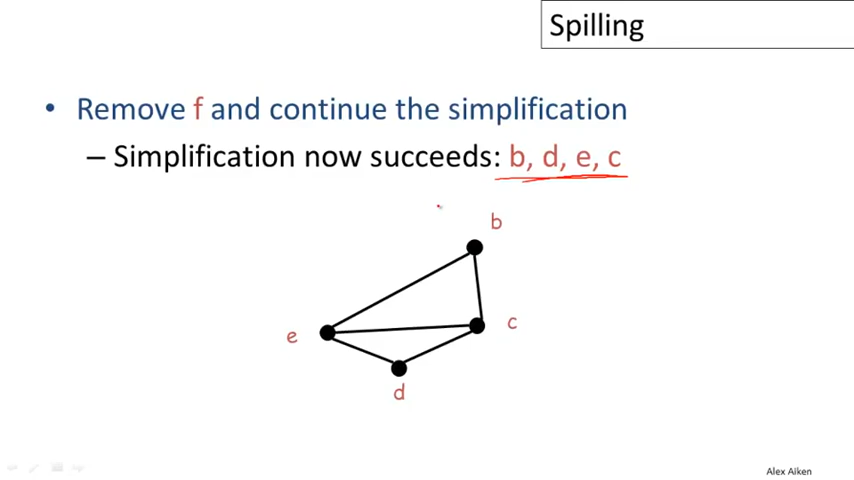 Spilling
• Remove f and continue the simplification
– Simplification now succeeds: b, d, e, c
b
e
c
d
Alex Aiken